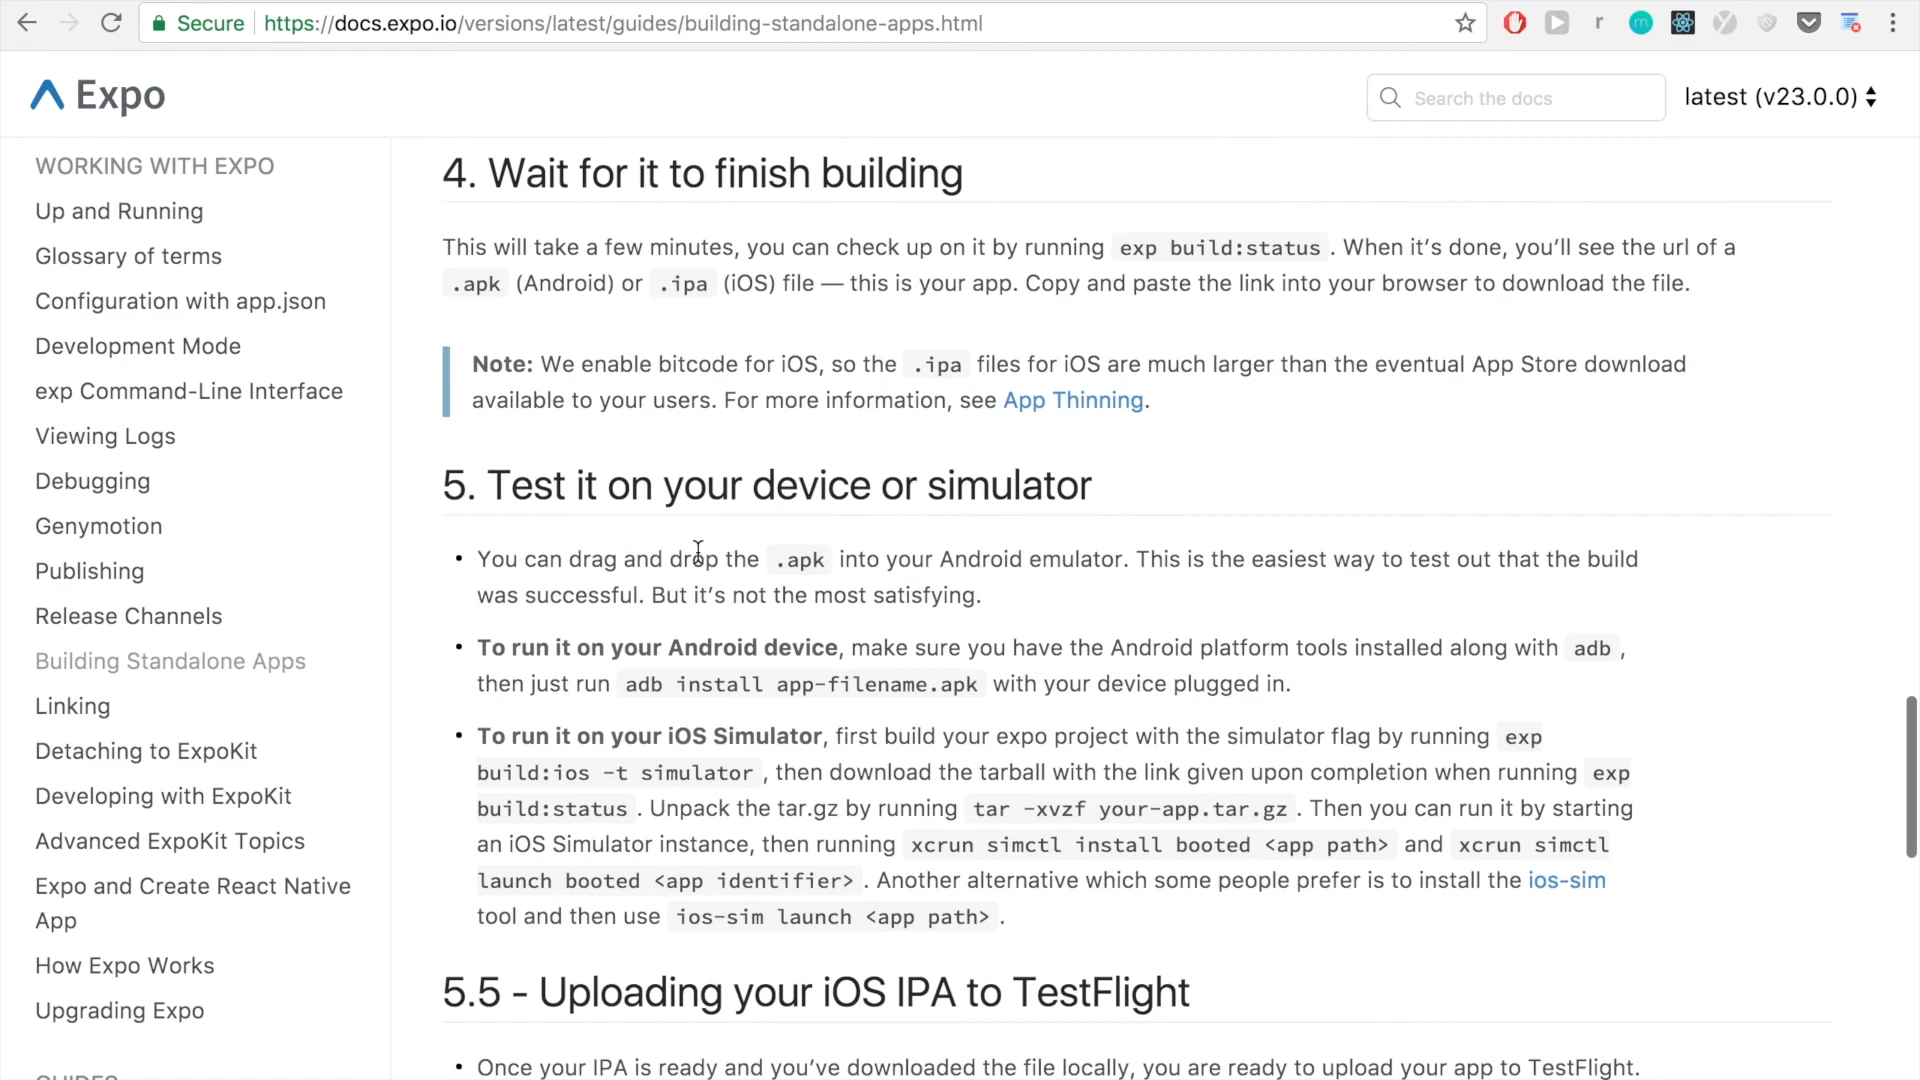 Secure https://docs.expo.io/versions/latest/guides/building-standalone-apps.html
Expo
Search the docs
latest (v23.0.0)
WORKING WITH EXPO
Up and Running
Glossary of terms
Configuration with app.json
Development Mode
exp Command-Line Interface
Viewing Logs
Debugging
Genymotion
Publishing
Release Channels
Building Standalone Apps
Linking
Detaching to ExpoKit
Developing with ExpoKit
Advanced ExpoKit Topics
Expo and Create React Native
App
How Expo Works
Upgrading Expo
GUIDES
4. Wait for it to finish building
This will take a few minutes, you can check up on it by running exp build:status . When it’s done, you’ll see the url of a
.apk (Android) or .ipa (iOS) file — this is your app. Copy and paste the link into your browser to download the file.
Note: We enable bitcode for iOS, so the .ipa files for iOS are much larger than the eventual App Store download
available to your users. For more information, see App Thinning.
5. Test it on your device or simulator
• You can drag and drop the .apk into your Android emulator. This is the easiest way to test out that the build
was successful. But it’s not the most satisfying.
• To run it on your Android device, make sure you have the Android platform tools installed along with adb ,
then just run adb install app-filename.apk with your device plugged in.
• To run it on your iOS Simulator, first build your expo project with the simulator flag by running exp
build:ios -t simulator , then download the tarball with the link given upon completion when running exp
build:status . Unpack the tar.gz by running tar -xvzf your-app.tar.gz . Then you can run it by starting
an iOS Simulator instance, then running xcrun simctl install booted <app path> and xcrun simctl
launch booted <app identifier> . Another alternative which some people prefer is to install the ios-sim
tool and then use ios-sim launch <app path> .
5.5 - Uploading your iOS IPA to TestFlight
• Once your IPA is ready and you’ve downloaded the file locally, you are ready to upload your app to TestFlight.